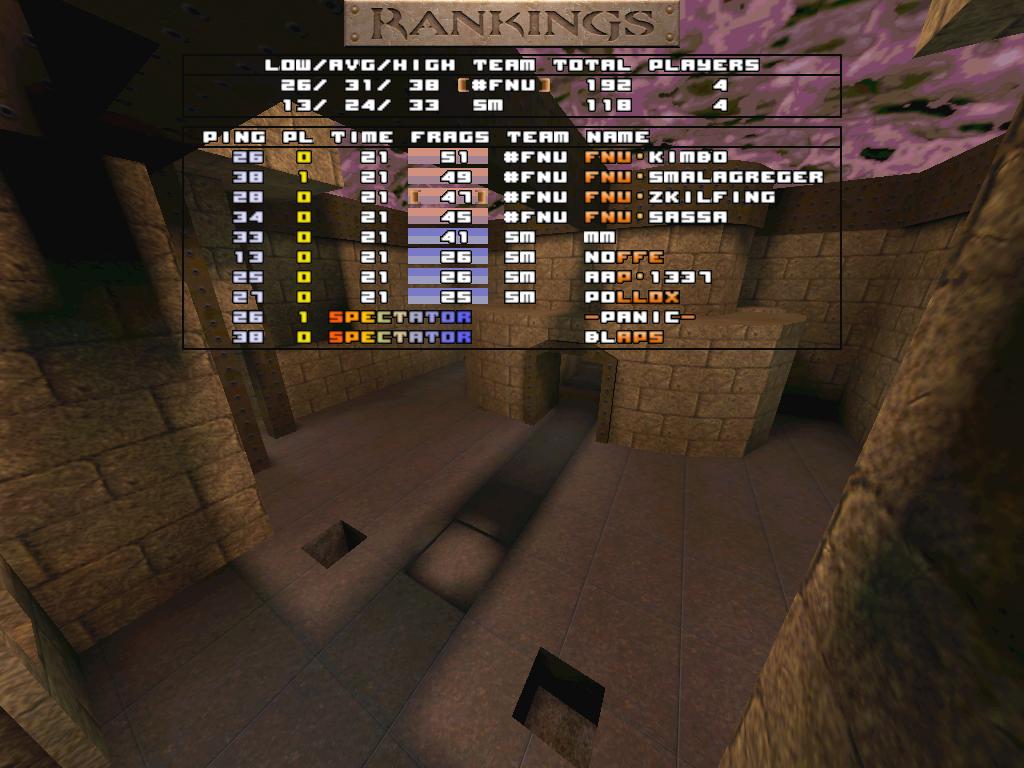 RANKINGS
LOW/AVG/HIGH TEAM TOTAL PLAYERS
26/ 31/ 38 [#FNU] 192 4
13/ 24/ 33 SM 118 4
PING PL TIME FRAGS TEAM NAME
26 0 21 51 #FNU FNU·KIMBO
38 1 21 49 #FNU FNU·SMALAGREGER
28 0 21 [ 47 ] #FNU FNU·ZKILFING
34 0 21 45 #FNU FNU·SASSA
33 0 21 41 SM MM
13 0 21 26 SM NOFFE
25 0 21 26 SM RAP·1337
27 0 21 25 SM POLLOX
26 1 SPECTATOR -PANIC-
38 0 SPECTATOR BLAPS